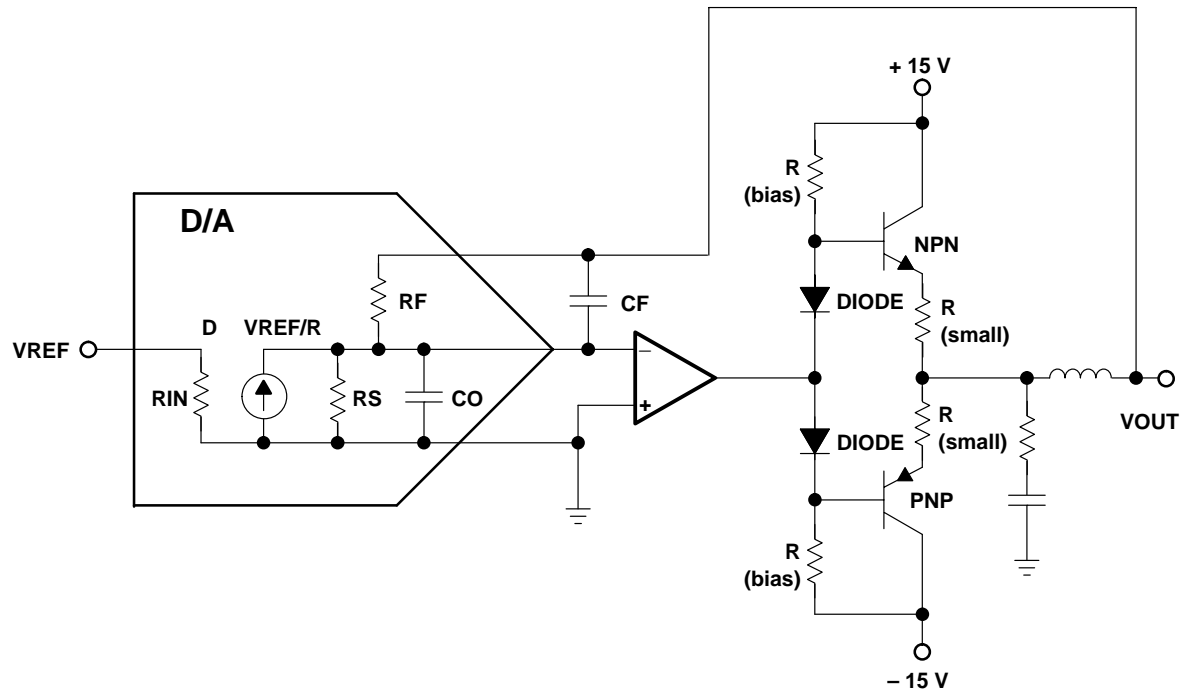 + 15 V
R
(bias)
D/A
NPN
RF
CF
DIODE
R
(small)
D
VREF/R
VREF
–
RIN
RS
CO
+
DIODE
R
(small)
VOUT
PNP
R
(bias)
– 15 V